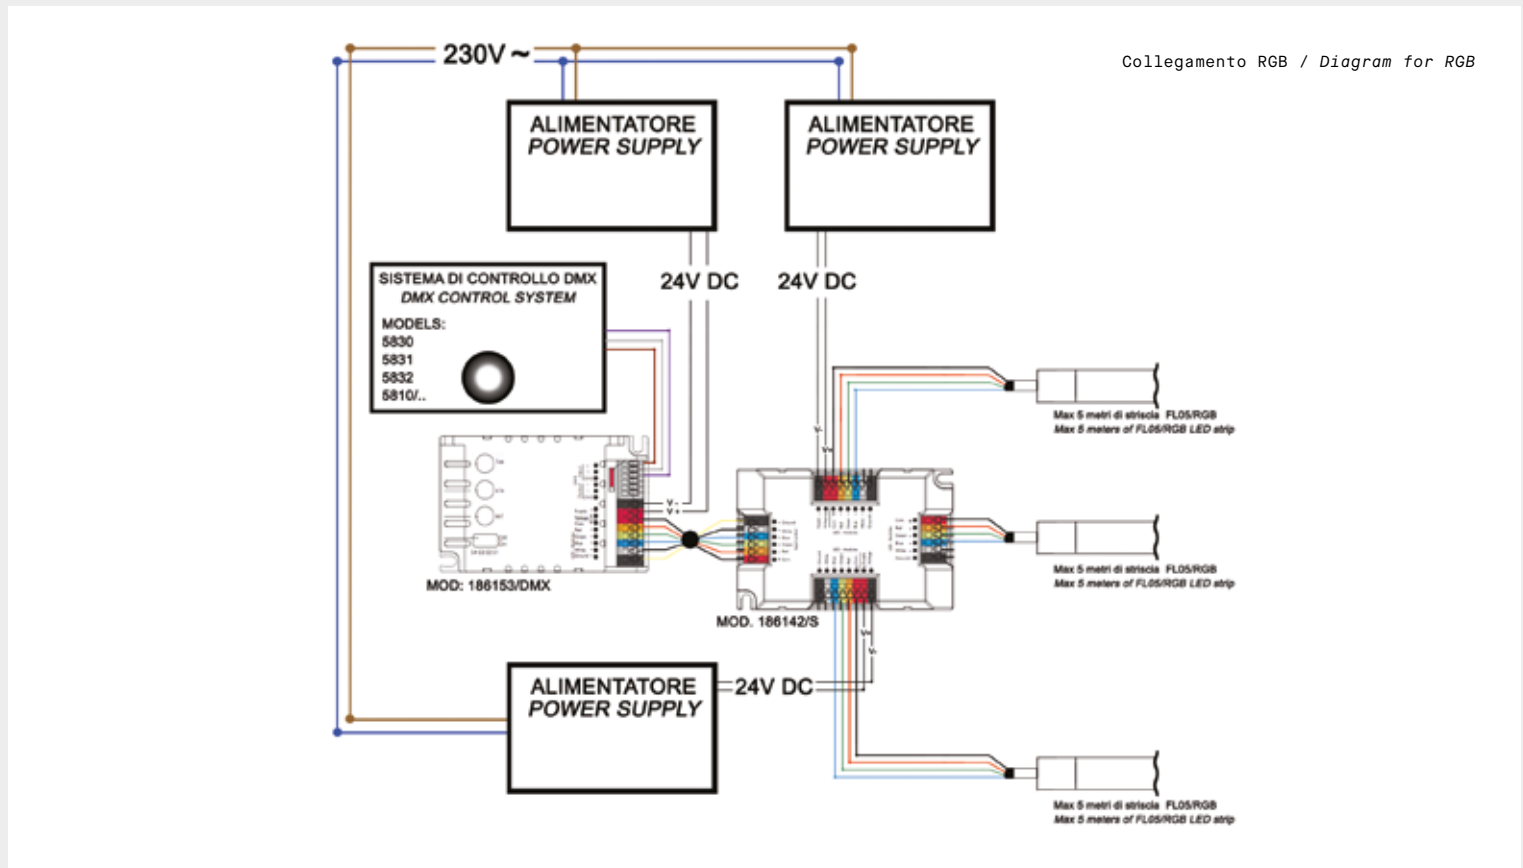 230V ~
Collegamento RGB / Diagram for RGB
ALIMENTATORE
POWER SUPPLY
ALIMENTATORE
POWER SUPPLY
24V DC
24V DC
SISTEMA DI CONTROLLO DMX
DMX CONTROL SYSTEM
MODELS:
5830
5831
5832
5810/..
Max 5 metri di striscia FL05/RGB
Max 5 meters of FL05/RGB LED strip
V-
V+
V-
V+
MOD: 186153/DMX
Max 5 metri di striscia FL05/RGB
Max 5 meters of FL05/RGB LED strip
MOD. 186142/S
V+
V-
ALIMENTATORE
POWER SUPPLY
24V DC
Max 5 metri di striscia FL05/RGB
Max 5 meters of FL05/RGB LED strip